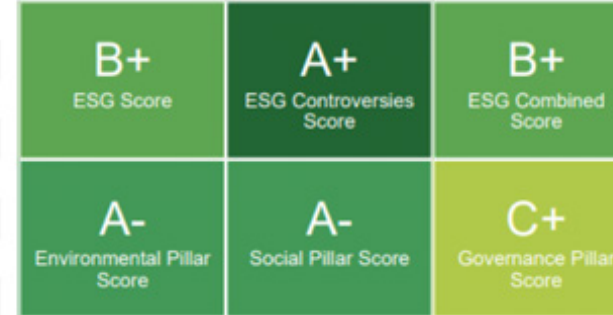 B+
ESG Score
A+
ESG Controversies
Score
B+
ESG Combined
Score
A-
Environmental Pillar
Score
A-
Social Pillar Score
C+
Governance Pillar
Score